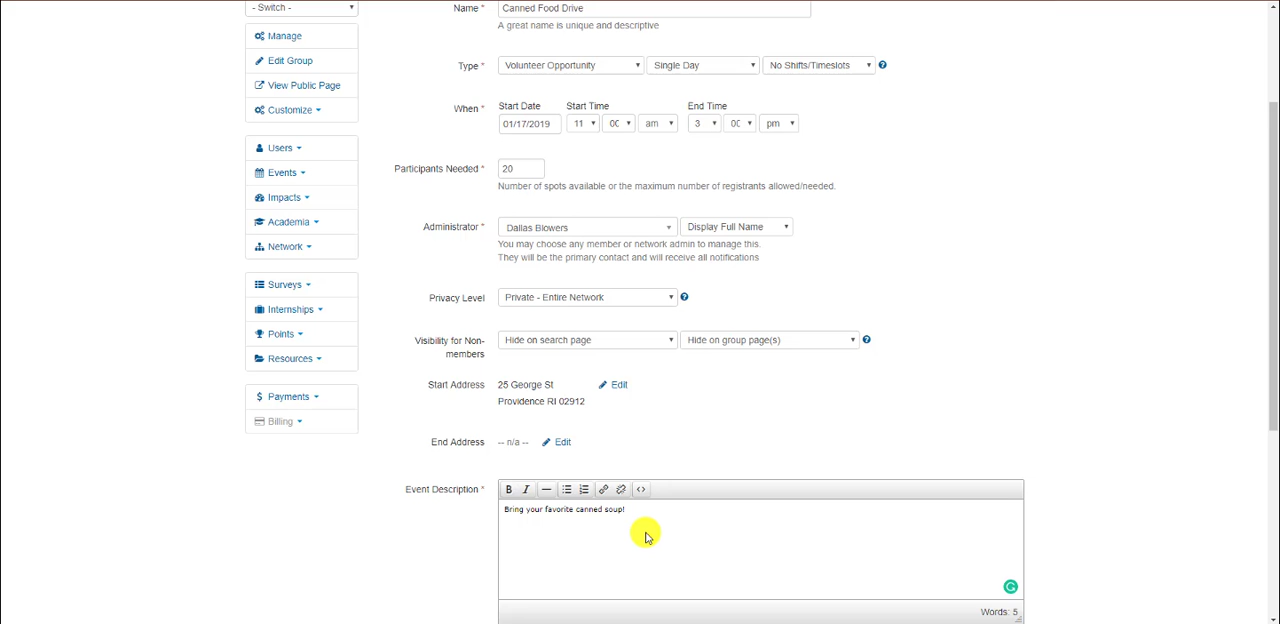 - Switch -
Manage
Edit Group
View Public Page
Customize
Users
Events
Impacts
Academia
Network
Surveys
Internships
Points
Resources
Payments
Billing
Name * Canned Food Drive
A great name is unique and descriptive
Type * Volunteer Opportunity Single Day No Shifts/Timeslots ?
Start Date Start Time End Time
When * 01/17/2019 11 00 am 3 00 pm
Participants Needed * 20
Number of spots available or the maximum number of registrants allowed/needed.
Administrator * Dallas Blowers Display Full Name
You may choose any member or network admin to manage this.
They will be the primary contact and will receive all notifications
Privacy Level Private - Entire Network ?
Visibility for Non-
members Hide on search page Hide on group page(s) ?
Start Address 25 George St Edit
Providence RI 02912
End Address -- n/a -- Edit
Event Description * B I
Bring your favorite canned soup!
Words: 5